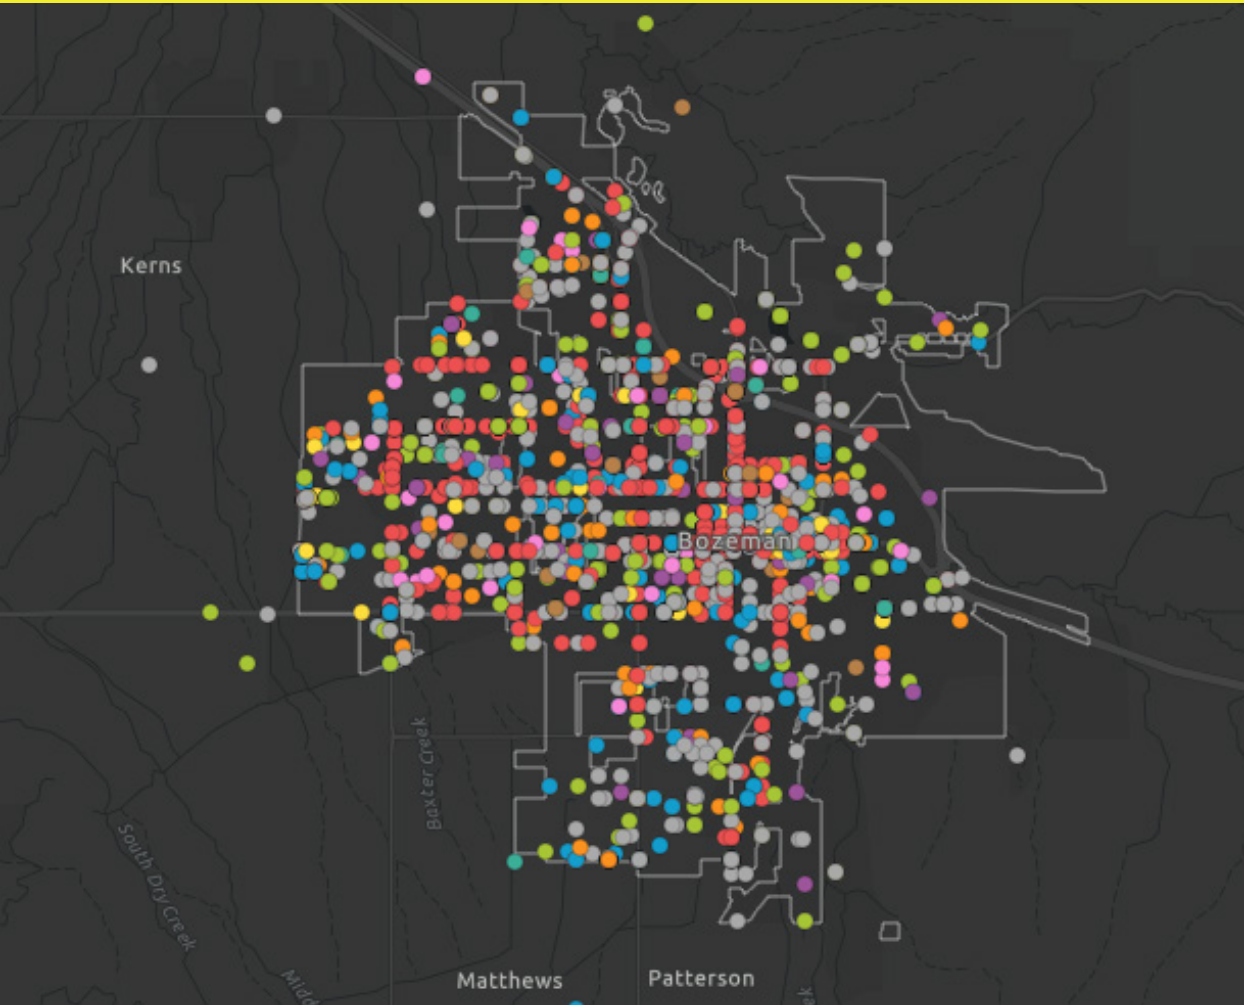 Kerns
Bozeman
Baxter Creek
South Dry Creek
Matthews
Patterson